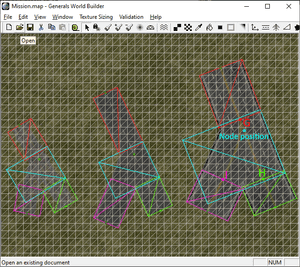 Mission.map - Generals World Builder
File Edit View Window Texture Sizing Validation Help
Open
Node position
H
Open an existing document
NUM